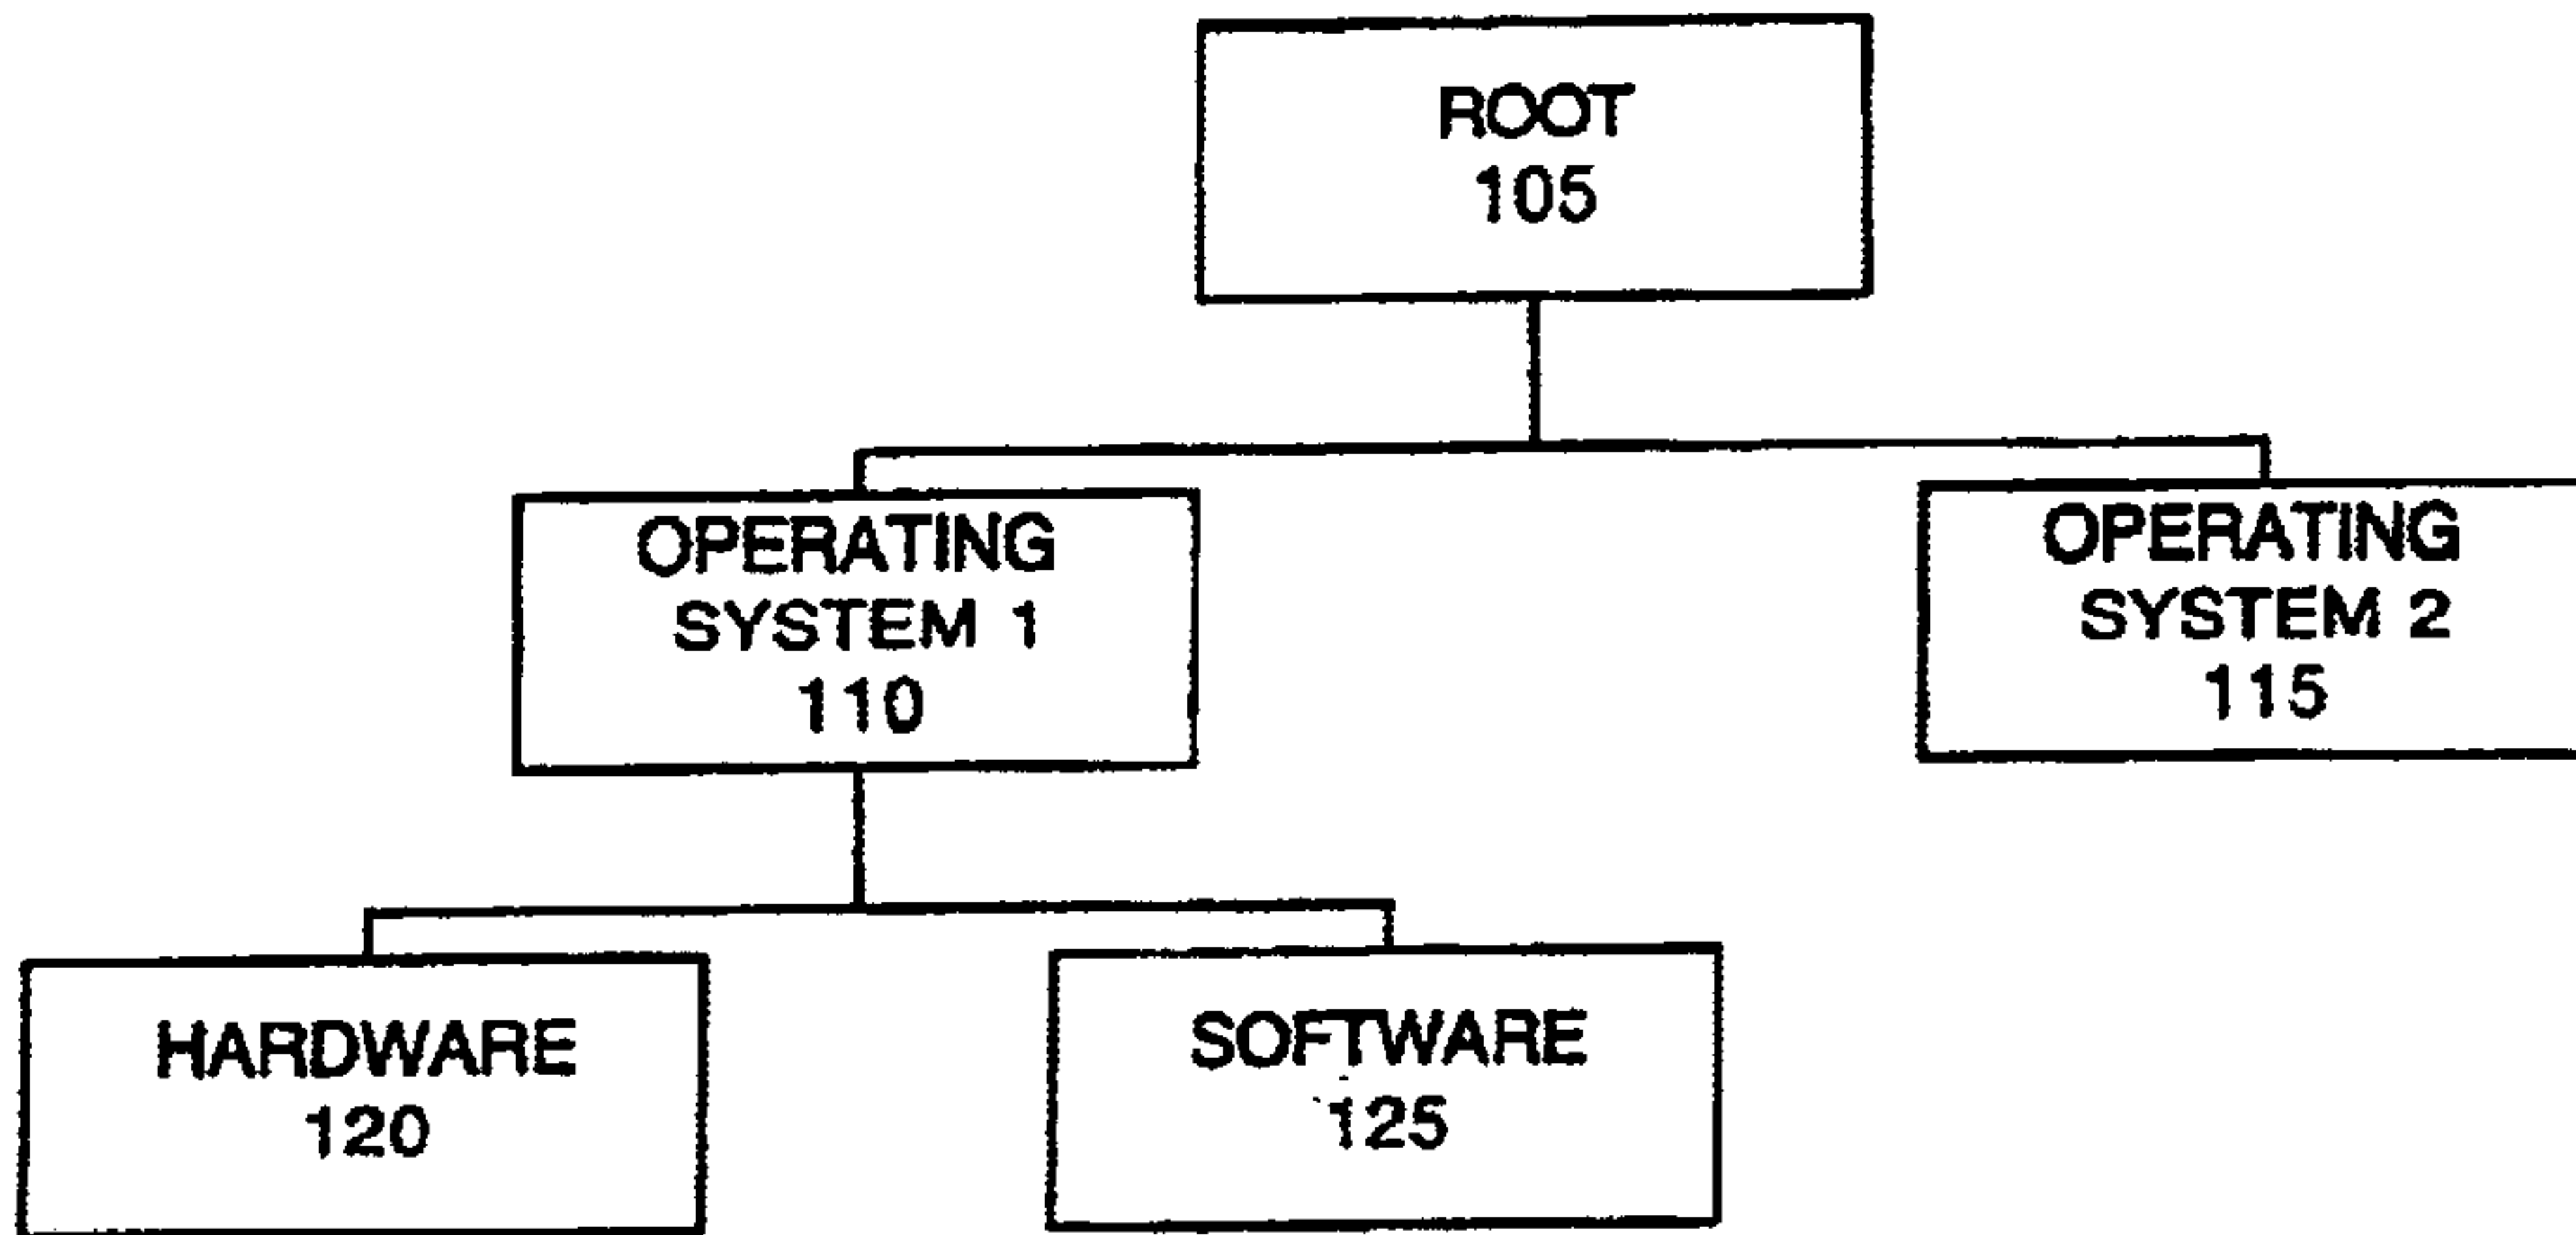 ROOT
105
OPERATING
SYSTEM 1
110
OPERATING
SYSTEM 2
115
HARDWARE
120
SOFTWARE
125